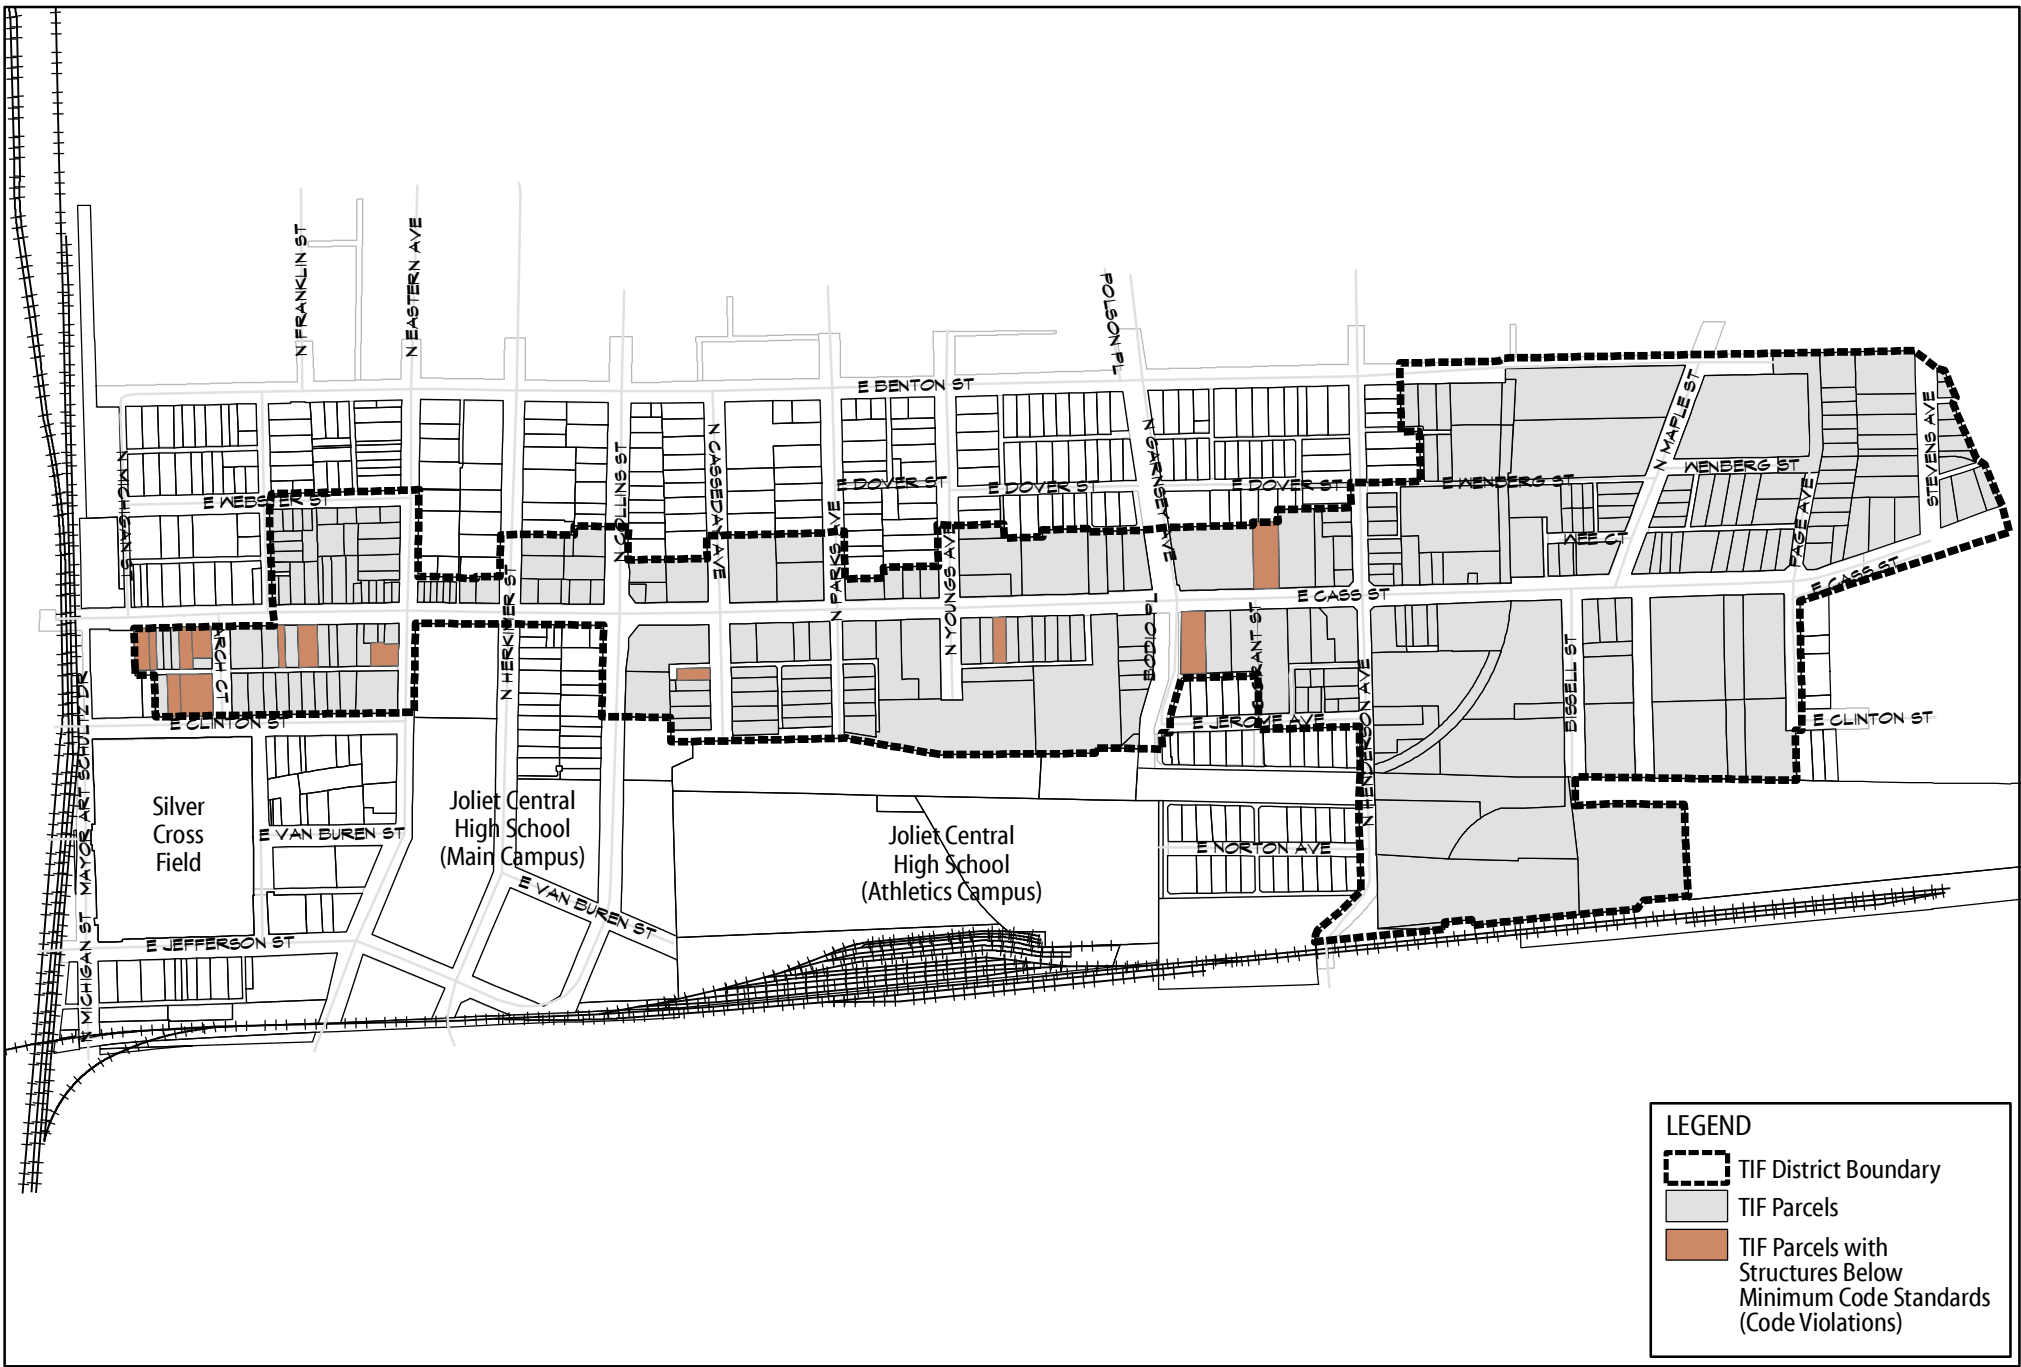 N FRANKLIN ST
N EASTERN AVE
POLTSON PL
E BENTON ST
N MICHIGAN ST
N COLLINS ST
N CASSEDAY AVE
N GARNSEY AVE
N MAPLE ST
STEVENS AVE
E WEBSTER ST
E DOVER ST
E DOVER ST
E DOVER ST
E WENBERG ST
WENBERG ST
PAGE AVE
WEE CT
N HERKIMER ST
N PARKS AVE
N YOUNGS AVE
E CASS ST
E CASS ST
ARCH CT
BODIO PL
GRANT ST
N HENDERSON AVE
BISSELL ST
E CLINTON ST
E JEROME AVE
E CLINTON ST
MAYOR ART SCHULTZ DR
N MICHIGAN ST
Silver
Cross
Field
E VAN BUREN ST
Joliet Central
High School
(Main Campus)
Joliet Central
High School
(Athletics Campus)
E NORTON AVE
E VAN BUREN ST
E JEFFERSON ST
LEGEND
TIF District Boundary
TIF Parcels
TIF Parcels with
Structures Below
Minimum Code Standards
(Code Violations)